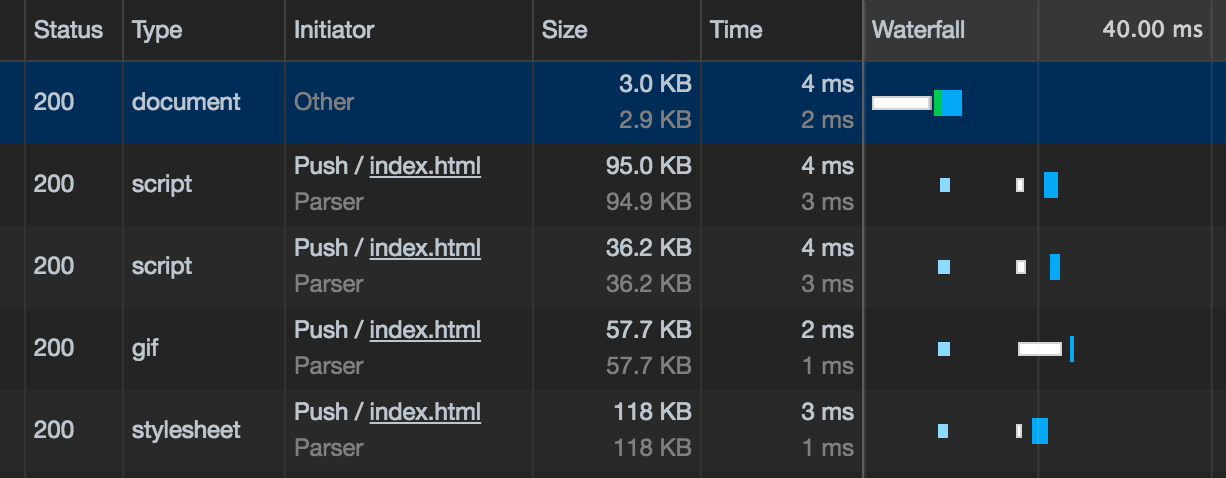 Status Type Initiator Size Time Waterfall 40.00 ms
200 document Other 3.0 KB 4 ms
2.9 KB 2 ms
200 script Push / index.html 95.0 KB 4 ms
Parser 94.9 KB 3 ms
200 script Push / index.html 36.2 KB 4 ms
Parser 36.2 KB 3 ms
200 gif Push / index.html 57.7 KB 2 ms
Parser 57.7 KB 1 ms
200 stylesheet Push / index.html 118 KB 3 ms
Parser 118 KB 1 ms